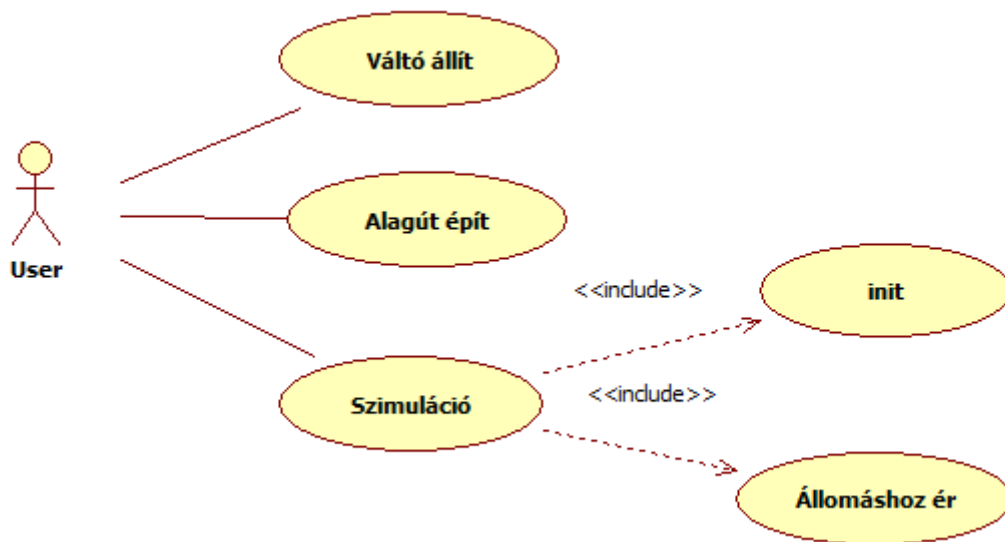 Váltó állít
User
Alagút épít
<<include>>
init
<<include>>
Szimuláció
Állomáshoz ér